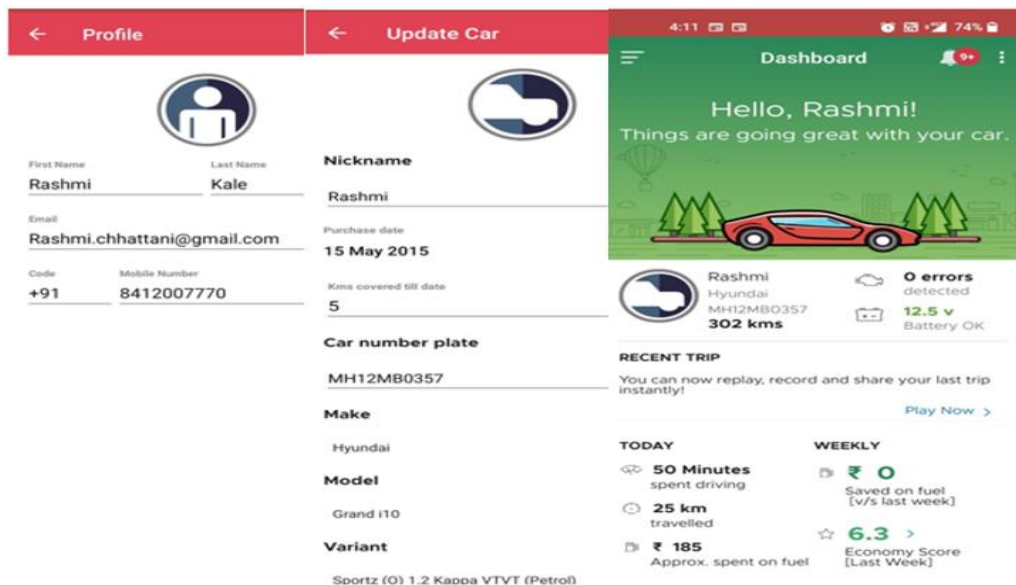 Profile
First Name
Last Name
Rashmi
Kale
Email
Rashmi.chhattani@gmail.com
Code
Mobile Number
+91
8412007770
Update Car
Nickname
Rashmi
Purchase date
15 May 2015
Kms covered till date
5
Car number plate
MH12MB0357
Make
Hyundai
Model
Grand i10
Variant
Sportz (O) 1.2 Kappa VTVT (Petrol)
4:11
74%
Dashboard
9+
Hello, Rashmi!
Things are going great with your car.
Rashmi
Hyundai
MH12MB0357
302 kms
0 errors
detected
12.5 v
Battery OK
RECENT TRIP
You can now replay, record and share your last trip
instantly!
Play Now >
TODAY
50 Minutes
spent driving
25 km
travelled
₹ 185
Approx. spent on fuel
WEEKLY
₹ 0
Saved on fuel
[v/s last week]
6.3 >
Economy Score
[Last Week]